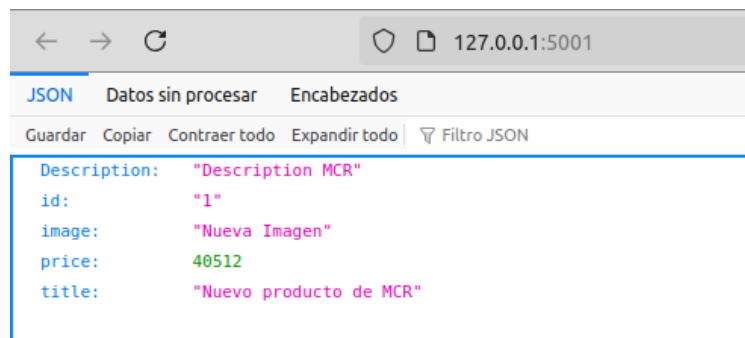 127.0.0.1:5001
JSON Datos sin procesar Encabezados
Guardar Copiar Contraer todo Expandir todo Filtro JSON
Description: "Description MCR"
id: "1"
image: "Nueva Imagen"
price: 40512
title: "Nuevo producto de MCR"